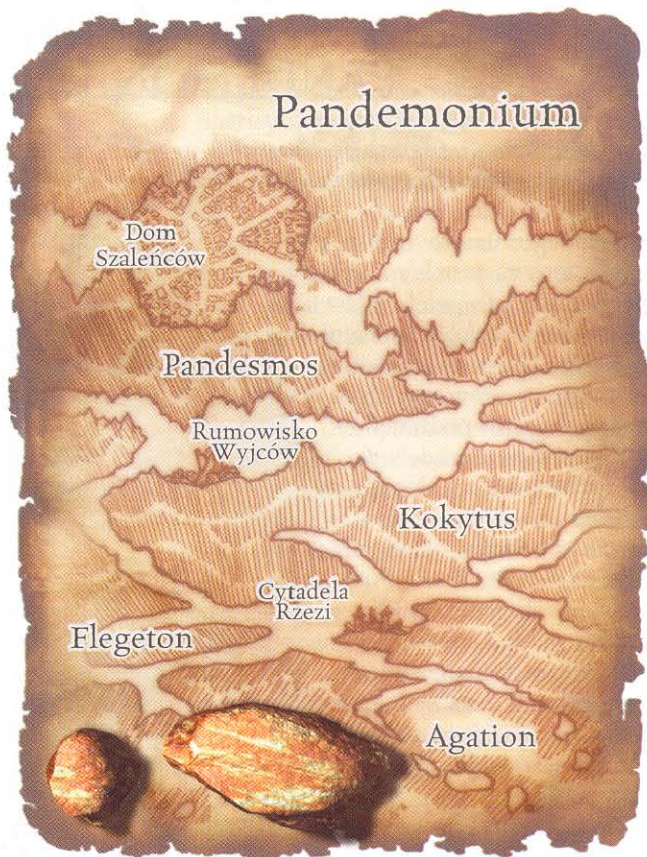 Pandemonium
Dom
Szaleńców
Pandesmos
Rumowisko
Wyjców
Kokytus
Cytadela
Rzezi
Flegeton
Agation